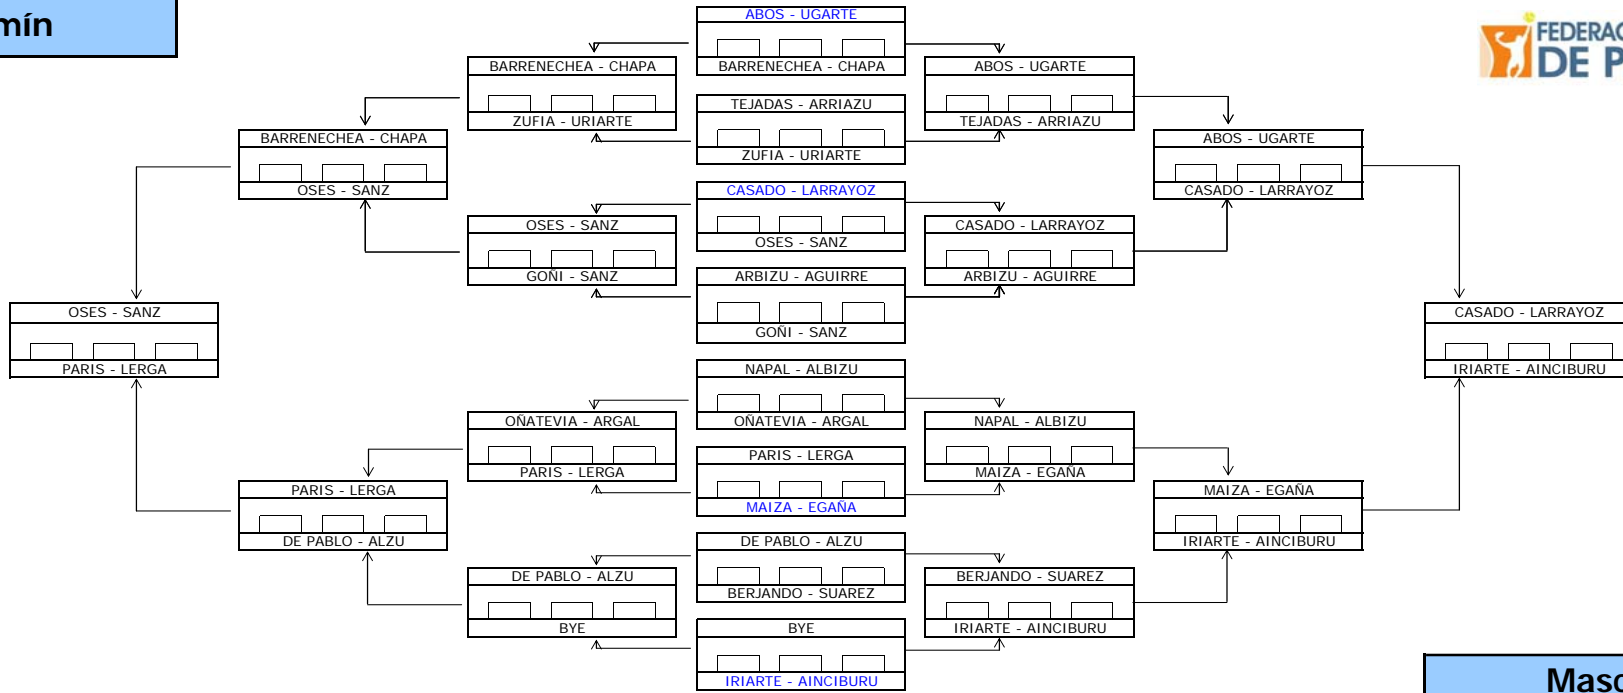 mín
FEDERAC
DE P
ABOS - UGARTE
BARRENECHEA - CHAPA
TEJADAS - ARRIAZU
ZUFIA - URIARTE
CASADO - LARRAYOZ
OSES - SANZ
ARBIZU - AGUIRRE
GOÑI - SANZ
NAPAL - ALBIZU
OÑATEVIA - ARGAL
PARIS - LERGA
MAIZA - EGAÑA
DE PABLO - ALZU
BERJANDO - SUAREZ
BYE
IRIARTE - AINCIBURU
BARRENECHEA - CHAPA
ZUFIA - URIARTE
OSES - SANZ
GOÑI - SANZ
OÑATEVIA - ARGAL
PARIS - LERGA
DE PABLO - ALZU
BYE
BARRENECHEA - CHAPA
OSES - SANZ
PARIS - LERGA
DE PABLO - ALZU
OSES - SANZ
PARIS - LERGA
ABOS - UGARTE
TEJADAS - ARRIAZU
CASADO - LARRAYOZ
ARBIZU - AGUIRRE
NAPAL - ALBIZU
MAIZA - EGAÑA
BERJANDO - SUAREZ
IRIARTE - AINCIBURU
ABOS - UGARTE
CASADO - LARRAYOZ
MAIZA - EGAÑA
IRIARTE - AINCIBURU
CASADO - LARRAYOZ
IRIARTE - AINCIBURU
Masc